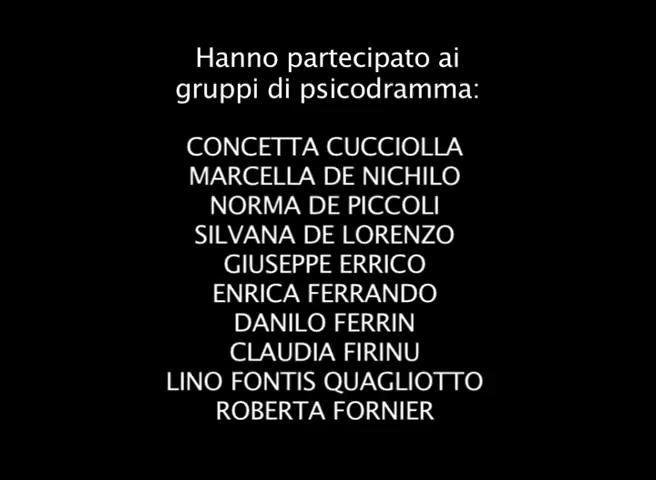 Hanno partecipato ai
gruppi di psicodramma:
CONCETTA CUCCIOLLA
MARCELLA DE NICHILO
NORMA DE PICCOLI
SILVANA DE LORENZO
GIUSEPPE ERRICO
ENRICA FERRANDO
DANILO FERRIN
CLAUDIA FIRINU
LINO FONTIS QUAGLIOTTO
ROBERTA FORNIER